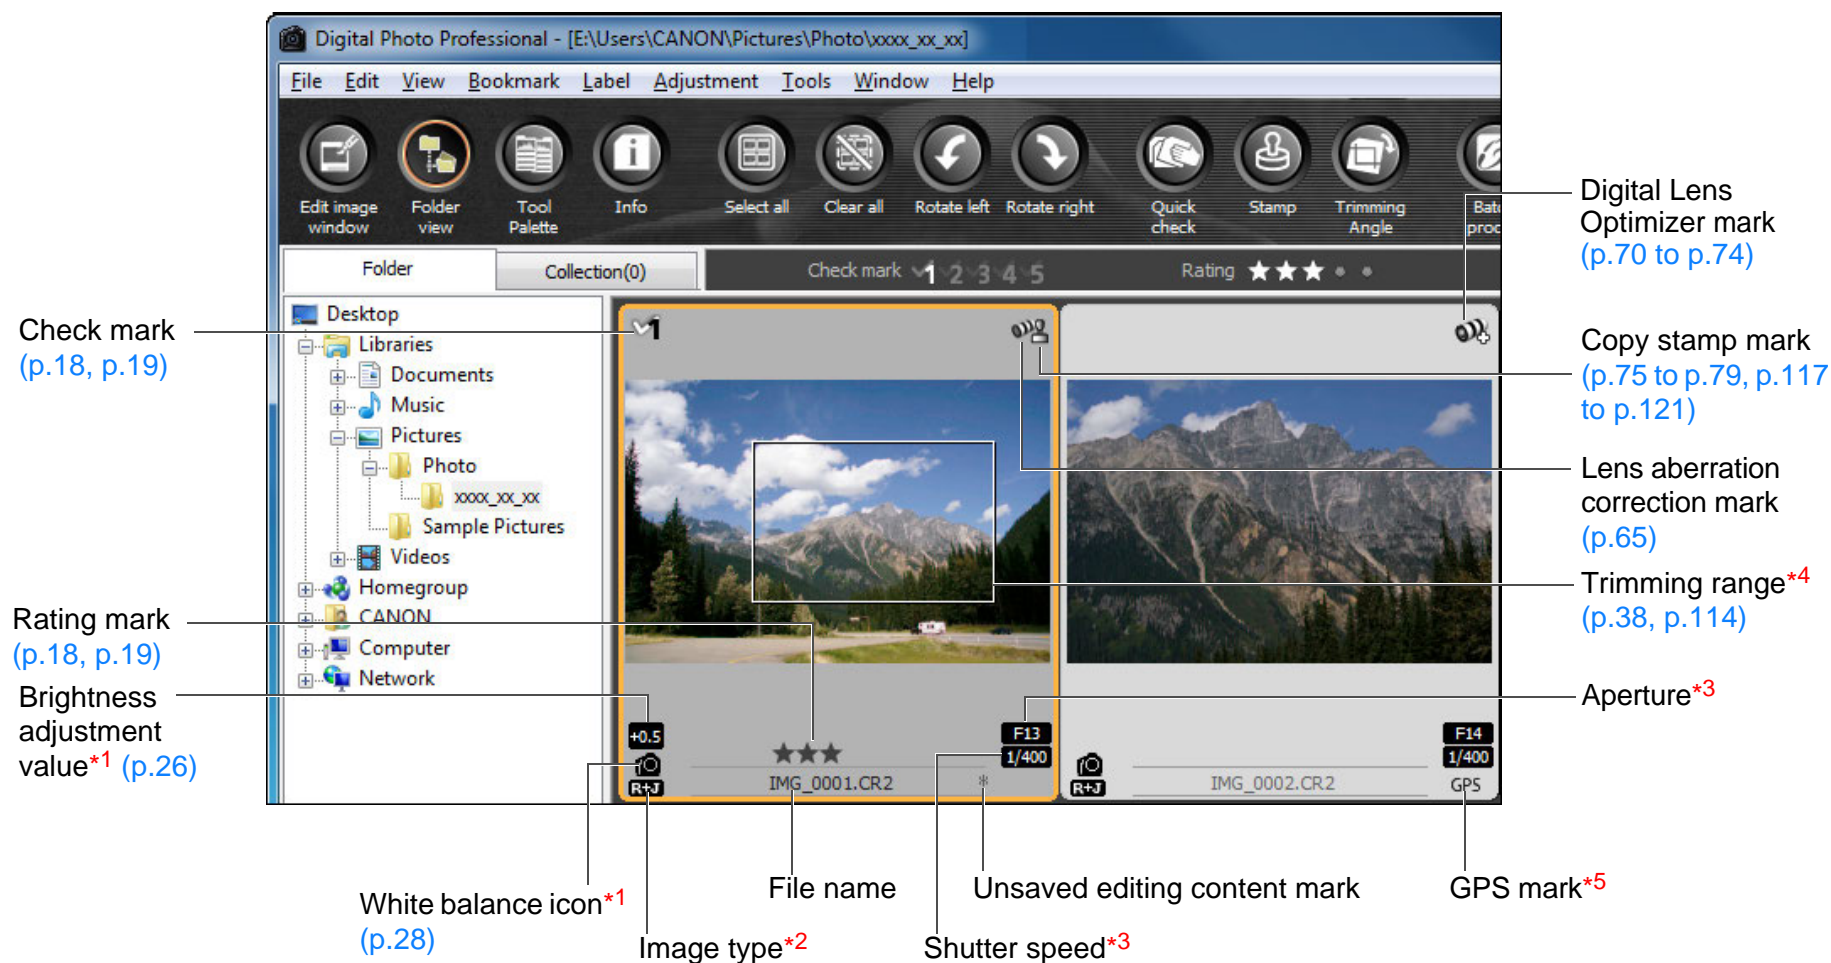 Digital Photo Professional - [E:\Users\CANON\Pictures\Photo\xxxx_xx_xx]
File Edit View Bookmark Label Adjustment Tools Window Help
Edit image window
Folder view
Tool Palette
Info
Select all
Clear all
Rotate left
Rotate right
Quick check
Stamp
Trimming Angle
Folder
Collection(0)
Check mark 1 2 3 4 5
Rating
Desktop
Libraries
Documents
Music
Pictures
Photo
xxxx_xx_xx
Sample Pictures
Videos
Homegroup
CANON
Computer
Network
1
+0.5
R+J
IMG_0001.CR2
*
F13
1/400
R+J
IMG_0002.CR2
F14
1/400
GPS
Check mark
(p.18, p.19)
Rating mark
(p.18, p.19)
Brightness
adjustment
value*1 (p.26)
Digital Lens
Optimizer mark
(p.70 to p.74)
Copy stamp mark
(p.75 to p.79, p.117
to p.121)
Lens aberration
correction mark
(p.65)
Trimming range*4
(p.38, p.114)
Aperture*3
White balance icon*1
(p.28)
Image type*2
File name
Shutter speed*3
Unsaved editing content mark
GPS mark*5